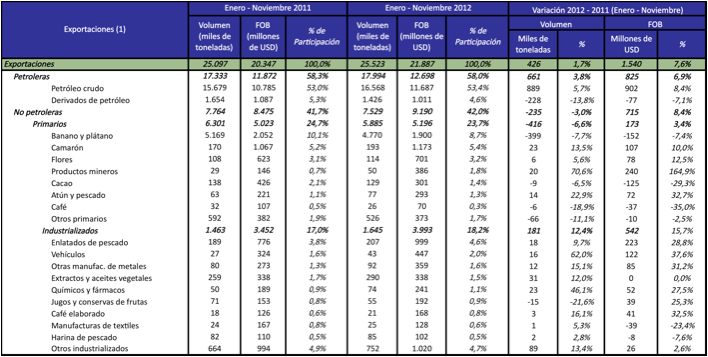 Exportaciones (1) Enero - Noviembre 2011 Enero - Noviembre 2012 Variación 2012 - 2011 (Enero - Noviembre)
Volumen (miles de toneladas) FOB (millones de USD) % de Participación Volumen (miles de toneladas) FOB (millones de USD) % de Participación Volumen FOB
Miles de toneladas % Millones de USD %
Exportaciones 25.097 20.347 100,0% 25.523 21.887 100,0% 426 1,7% 1.540 7,6%
Petroleras 17.333 11.872 58,3% 17.994 12.698 58,0% 661 3,8% 825 6,9%
Petróleo crudo 15.679 10.785 53,0% 16.568 11.687 53,4% 889 5,7% 902 8,4%
Derivados de petróleo 1.654 1.087 5,3% 1.426 1.011 4,6% -228 -13,8% -77 -7,1%
No petroleras 7.764 8.475 41,7% 7.529 9.190 42,0% -235 -3,0% 715 8,4%
Primarios 6.301 5.023 24,7% 5.885 5.196 23,7% -416 -6,6% 173 3,4%
Banano y plátano 5.169 2.052 10,1% 4.770 1.900 8,7% -399 -7,7% -152 -7,4%
Camarón 170 1.067 5,2% 193 1.173 5,4% 23 13,5% 107 10,0%
Flores 108 623 3,1% 114 701 3,2% 6 5,6% 78 12,5%
Productos mineros 29 146 0,7% 50 386 1,8% 20 70,6% 240 164,9%
Cacao 138 426 2,1% 129 301 1,4% -9 -6,5% -125 -29,3%
Atún y pescado 63 221 1,1% 77 293 1,3% 14 22,9% 72 32,7%
Café 32 107 0,5% 26 70 0,3% -6 -18,9% -37 -35,0%
Otros primarios 592 382 1,9% 526 373 1,7% -66 -11,1% -10 -2,5%
Industrializados 1.463 3.452 17,0% 1.645 3.993 18,2% 181 12,4% 542 15,7%
Enlatados de pescado 189 776 3,8% 207 999 4,6% 18 9,7% 223 28,8%
Vehículos 27 324 1,6% 43 447 2,0% 16 62,0% 122 37,6%
Otras manufac. de metales 80 273 1,3% 92 359 1,6% 12 15,1% 85 31,2%
Extractos y aceites vegetales 259 338 1,7% 290 338 1,5% 31 12,0% 0 0,0%
Químicos y fármacos 50 189 0,9% 74 241 1,1% 23 46,1% 52 27,5%
Jugos y conservas de frutas 71 153 0,8% 55 192 0,9% -15 -21,6% 39 25,3%
Café elaborado 18 126 0,6% 21 168 0,8% 3 16,1% 41 32,5%
Manufacturas de textiles 24 167 0,8% 25 128 0,6% 1 5,3% -39 -23,4%
Harina de pescado 82 110 0,5% 85 102 0,5% 2 2,8% -8 -7,6%
Otros industrializados 664 994 4,9% 752 1.020 4,7% 89 13,4% 26 2,6%